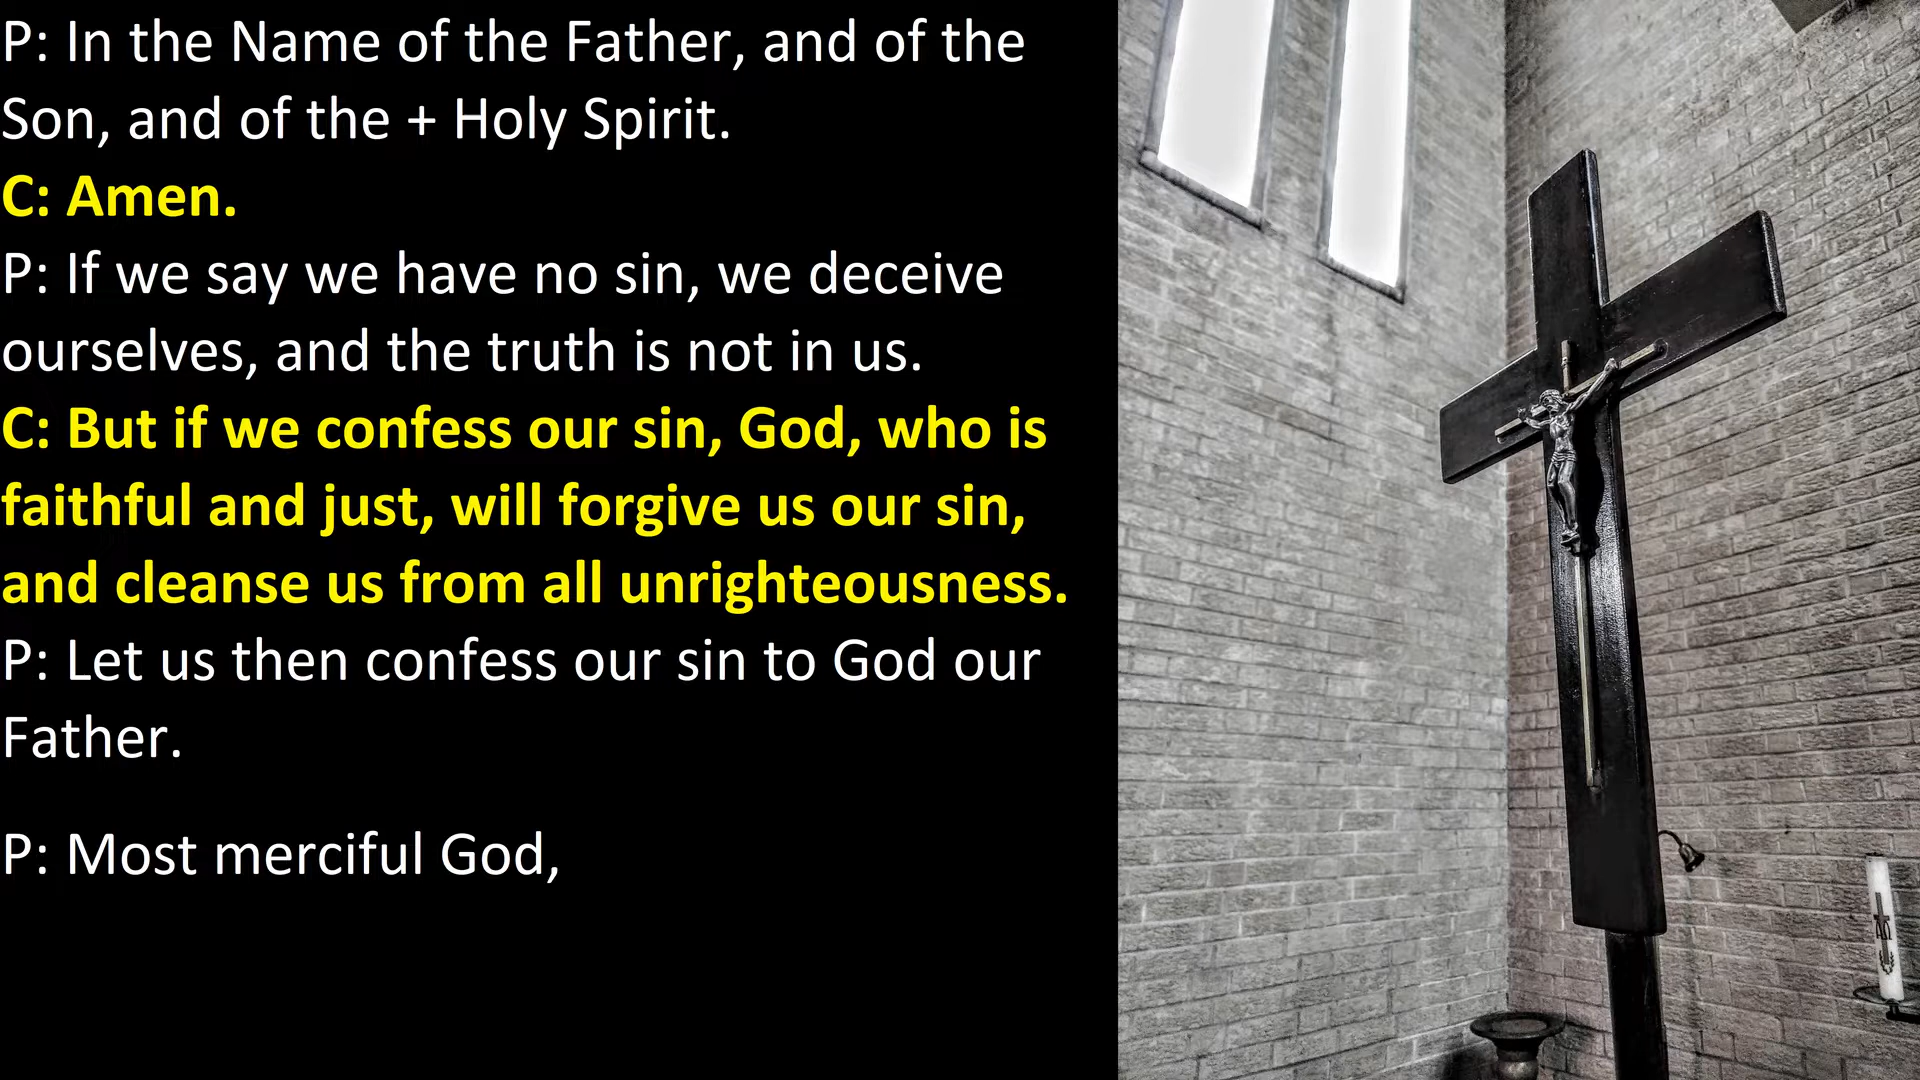 P: In the Name of the Father, and of the
Son, and of the + Holy Spirit.
C: Amen.
P: If we say we have no sin, we deceive
ourselves, and the truth is not in us.
C: But if we confess our sin, God, who is
faithful and just, will forgive us our sin,
and cleanse us from all unrighteousness.
P: Let us then confess our sin to God our
Father.
P: Most merciful God,